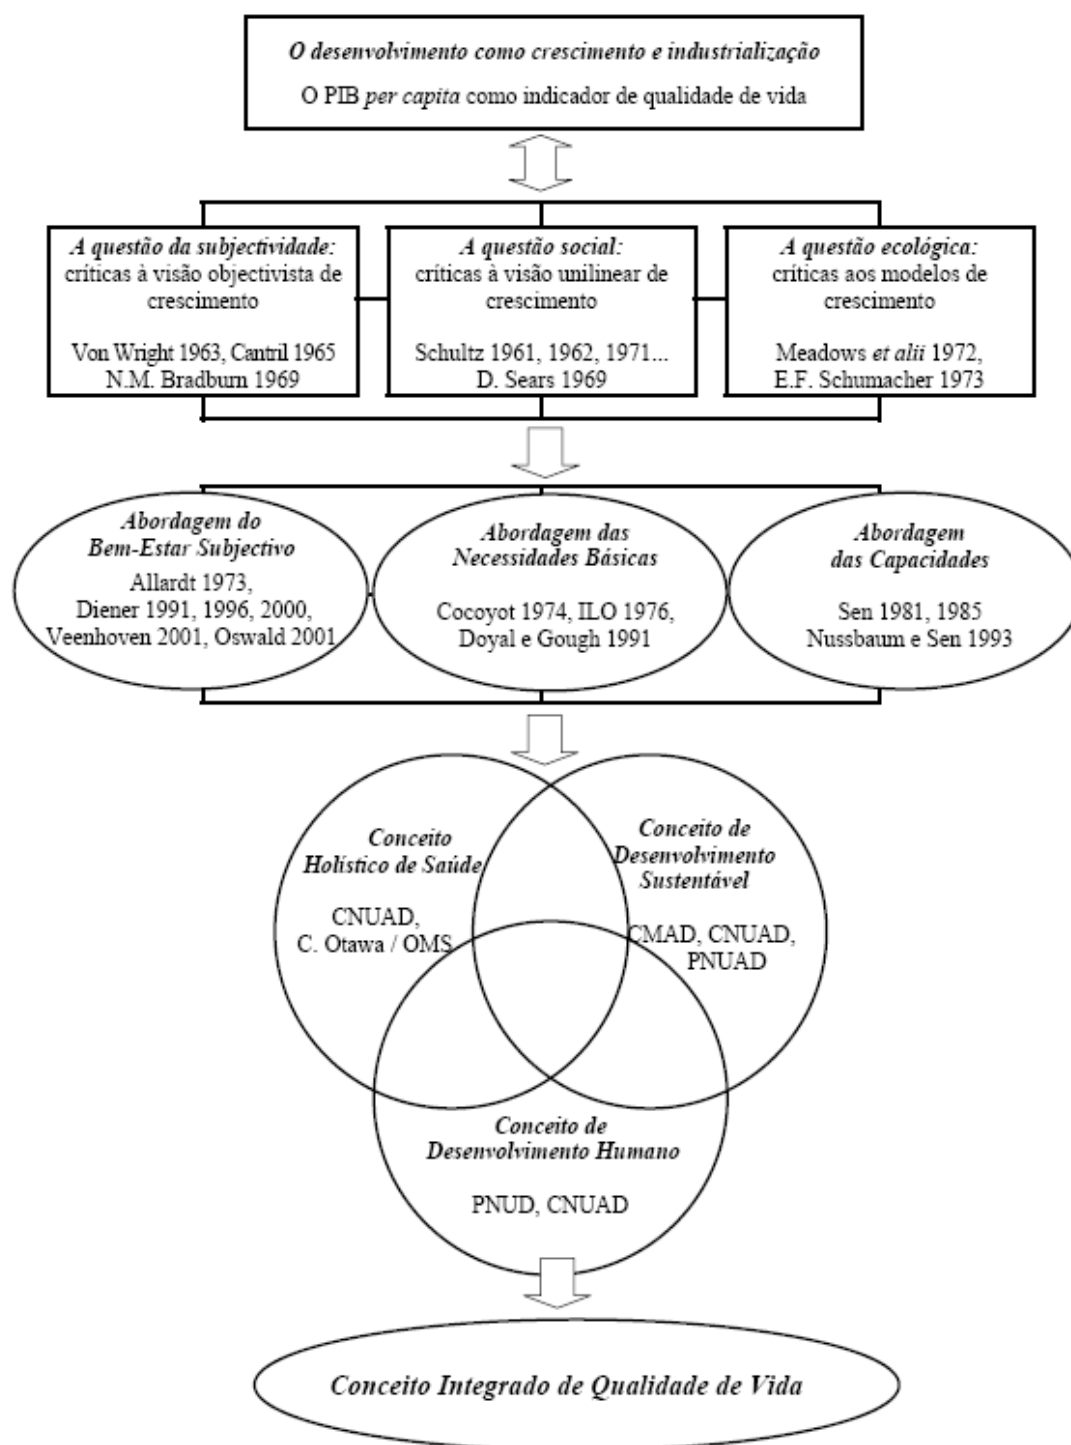 O desenvolvimento como crescimento e industrialização
O PIB per capita como indicador de qualidade de vida
A questão da subjectividade:
críticas à visão objectivista de
crescimento
Von Wright 1963, Cantril 1965
N.M. Bradburn 1969
A questão social:
críticas à visão unilinear de
crescimento
Schultz 1961, 1962, 1971...
D. Sears 1969
A questão ecológica:
críticas aos modelos de
crescimento
Meadows et alii 1972,
E.F. Schumacher 1973
Abordagem do
Bem-Estar Subjectivo
Allardt 1973,
Diener 1991, 1996, 2000,
Veenhoven 2001, Oswald 2001
Abordagem das
Necessidades Básicas
Cocoyot 1974, ILO 1976,
Doyal e Gough 1991
Abordagem
das Capacidades
Sen 1981, 1985
Nussbaum e Sen 1993
Conceito
Holístico de Saúde
CNUAD,
C. Otawa / OMS
Conceito de
Desenvolvimento
Sustentável
CMAD, CNUAD,
PNUAD
Conceito de
Desenvolvimento Humano
PNUD, CNUAD
Conceito Integrado de Qualidade de Vida